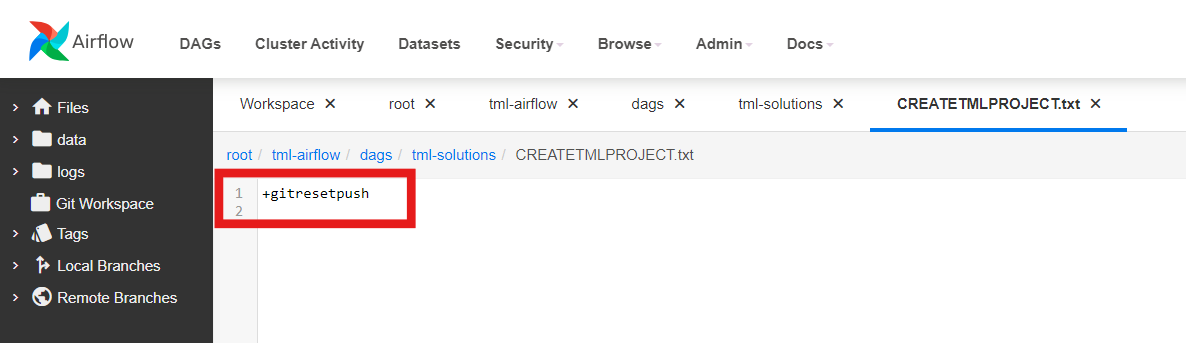 Airflow DAGs Cluster Activity Datasets Security Browse Admin Docs
Files
data
logs
Git Workspace
Tags
Local Branches
Remote Branches
Workspace ✕ root ✕ tml-airflow ✕ dags ✕ tml-solutions ✕ CREATETMLPROJECT.txt ✕
root / tml-airflow / dags / tml-solutions / CREATETMLPROJECT.txt
1 +gitresetpush
2